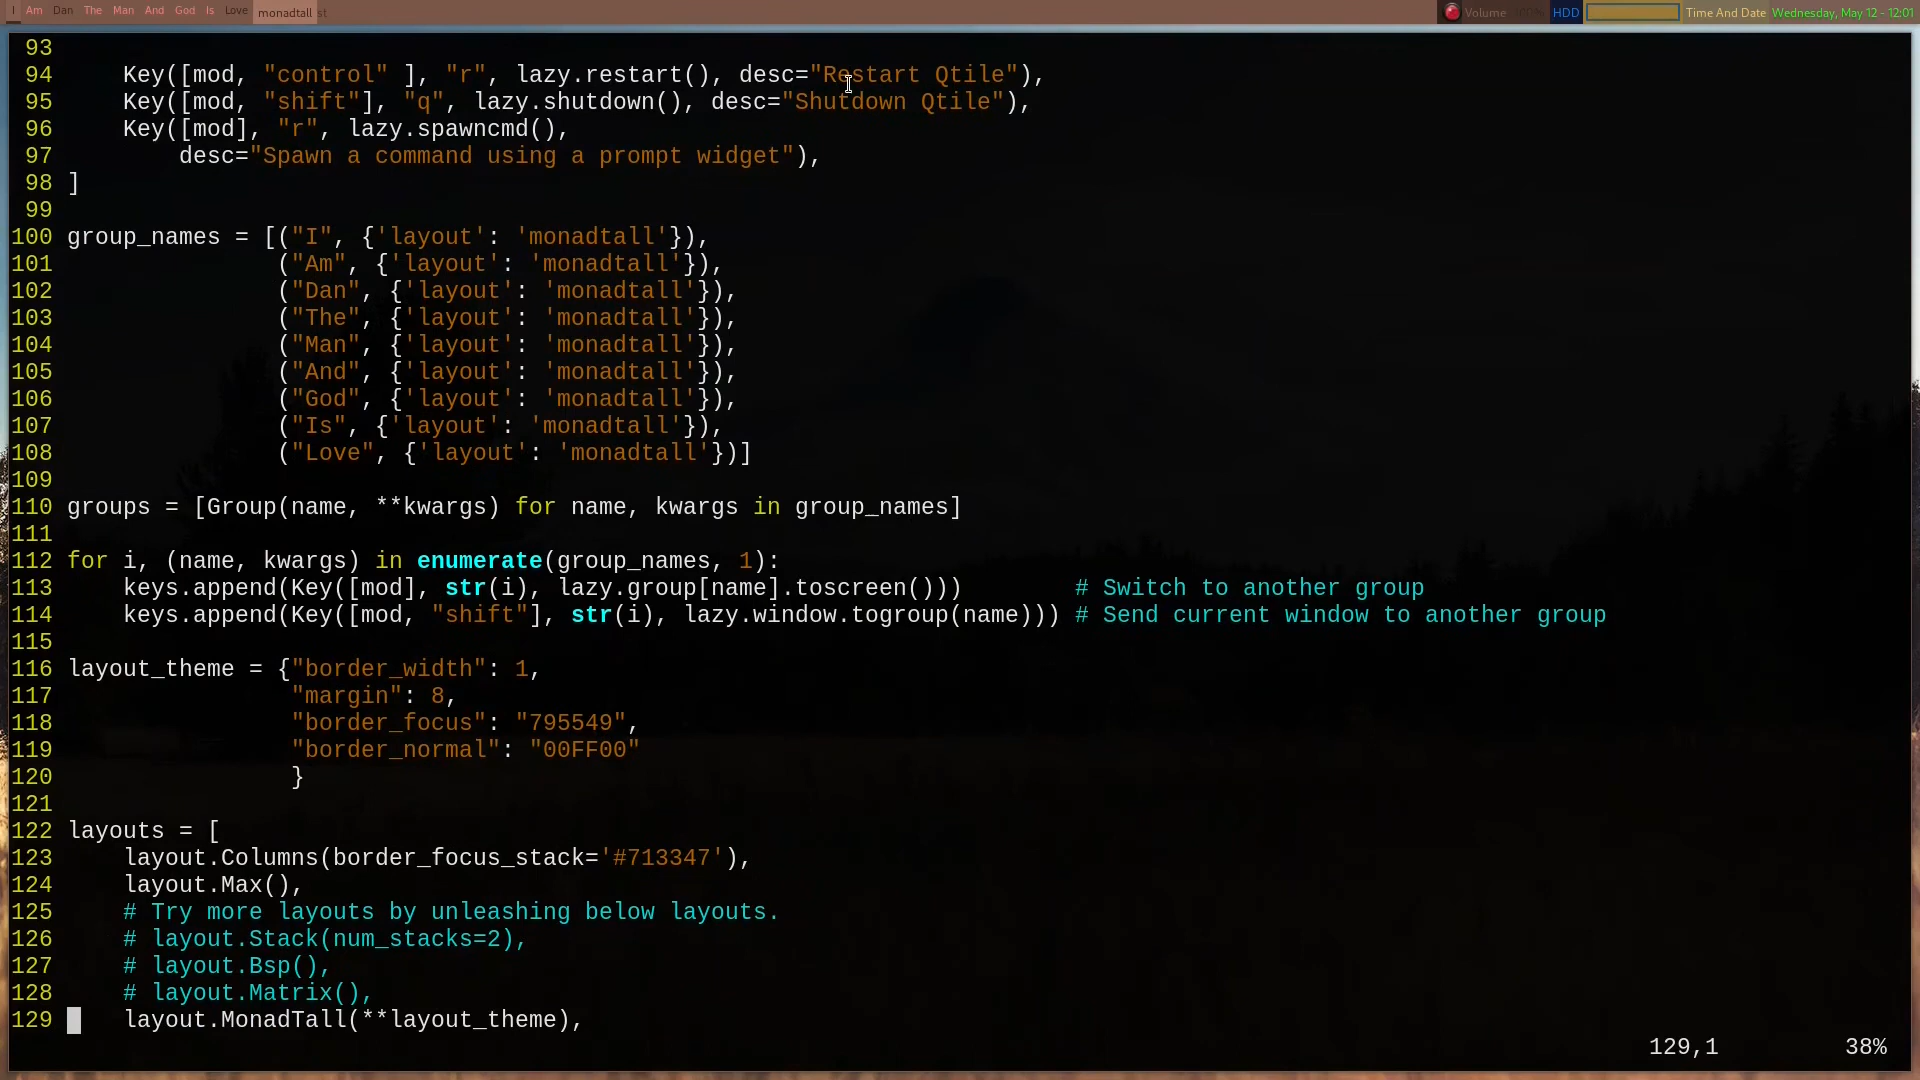 I Am Dan The Man And God Is Love monadtall st Volume 100% HDD Time And Date Wednesday, May 12 - 12:01
93
94     Key([mod, "control" ], "r", lazy.restart(), desc="Restart Qtile"),
95     Key([mod, "shift"], "q", lazy.shutdown(), desc="Shutdown Qtile"),
96     Key([mod], "r", lazy.spawncmd(),
97         desc="Spawn a command using a prompt widget"),
98 ]
99
100 group_names = [("I", {'layout': 'monadtall'}),
101                ("Am", {'layout': 'monadtall'}),
102                ("Dan", {'layout': 'monadtall'}),
103                ("The", {'layout': 'monadtall'}),
104                ("Man", {'layout': 'monadtall'}),
105                ("And", {'layout': 'monadtall'}),
106                ("God", {'layout': 'monadtall'}),
107                ("Is", {'layout': 'monadtall'}),
108                ("Love", {'layout': 'monadtall'})]
109
110 groups = [Group(name, **kwargs) for name, kwargs in group_names]
111
112 for i, (name, kwargs) in enumerate(group_names, 1):
113     keys.append(Key([mod], str(i), lazy.group[name].toscreen()))        # Switch to another group
114     keys.append(Key([mod, "shift"], str(i), lazy.window.togroup(name))) # Send current window to another group
115
116 layout_theme = {"border_width": 1,
117                 "margin": 8,
118                 "border_focus": "795549",
119                 "border_normal": "00FF00"
120                 }
121
122 layouts = [
123     layout.Columns(border_focus_stack='#713347'),
124     layout.Max(),
125     # Try more layouts by unleashing below layouts.
126     # layout.Stack(num_stacks=2),
127     # layout.Bsp(),
128     # layout.Matrix(),
129     layout.MonadTall(**layout_theme),
129,1 38%